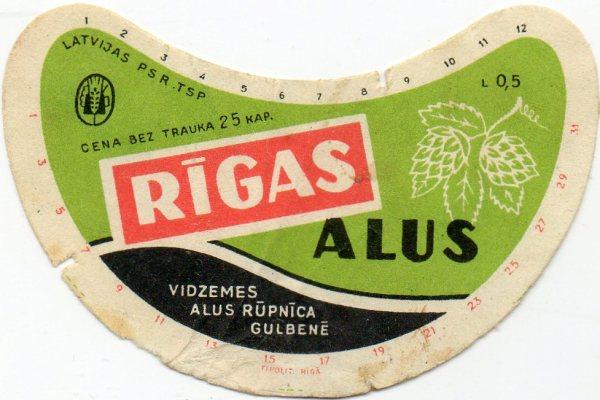 1 2 3 4 5 6 7 8 9 10 11 12
LATVIJAS PSR. TSP
L 0,5
CENA BEZ TRAUKA 25 KAP.
RĪGAS
ALUS
VIDZEMES
ALUS RŪPNĪCA
GULBENĒ
1 3 5 7 9 11 13 15 17 19 21 23 25 27 29 31
RĪGĀ